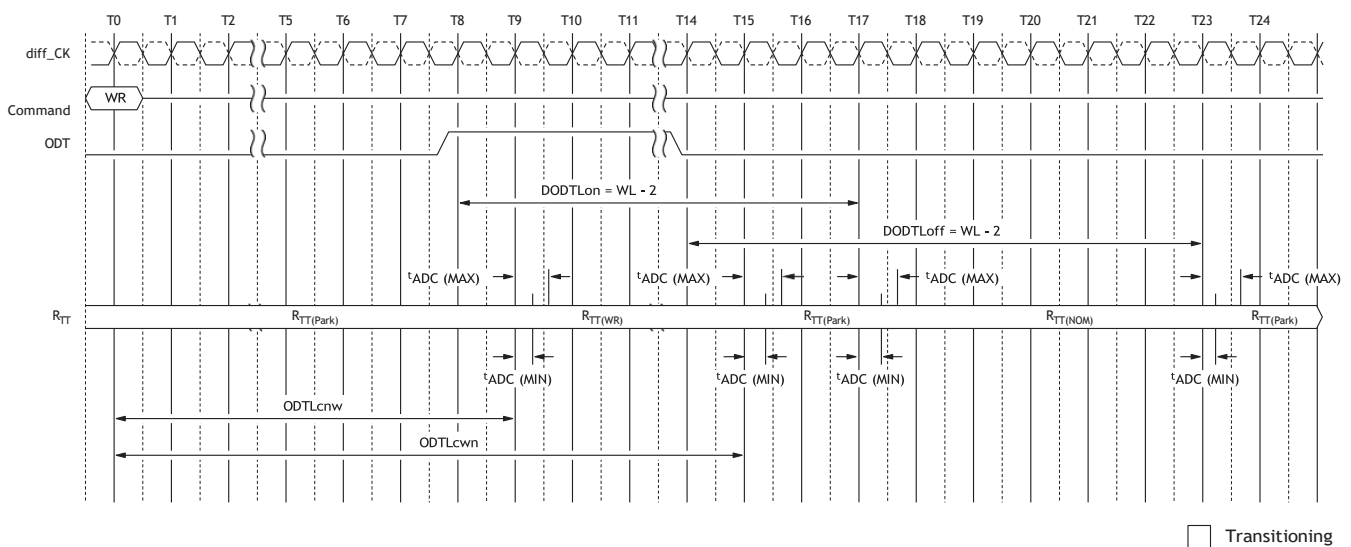 T0 T1 T2 T5 T6 T7 T8 T9 T10 T11 T14 T15 T16 T17 T18 T19 T20 T21 T22 T23 T24
diff_CK
WR
Command
ODT
DODTLon = WL - 2
DODTLoff = WL - 2
tADC (MAX) tADC (MAX) tADC (MAX) tADC (MAX)
RTT RTT(Park) RTT(WR) RTT(Park) RTT(NOM) RTT(Park)
tADC (MIN) tADC (MIN) tADC (MIN) tADC (MIN)
ODTLcnw
ODTLcwn
Transitioning